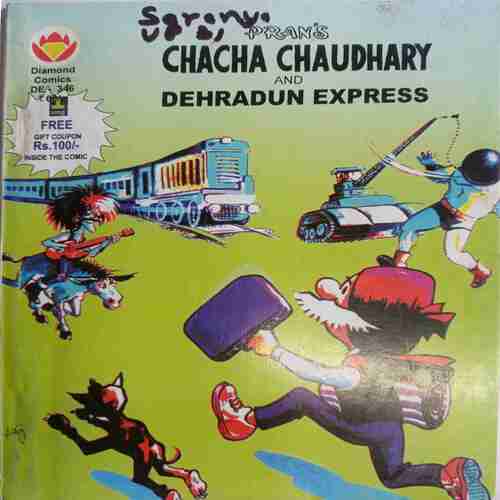 PRAN'S
CHACHA CHAUDHARY
AND
DEHRADUN EXPRESS
Diamond
Comics
FREE
GIFT COUPON
Rs.100/-
INSIDE THE COMIC